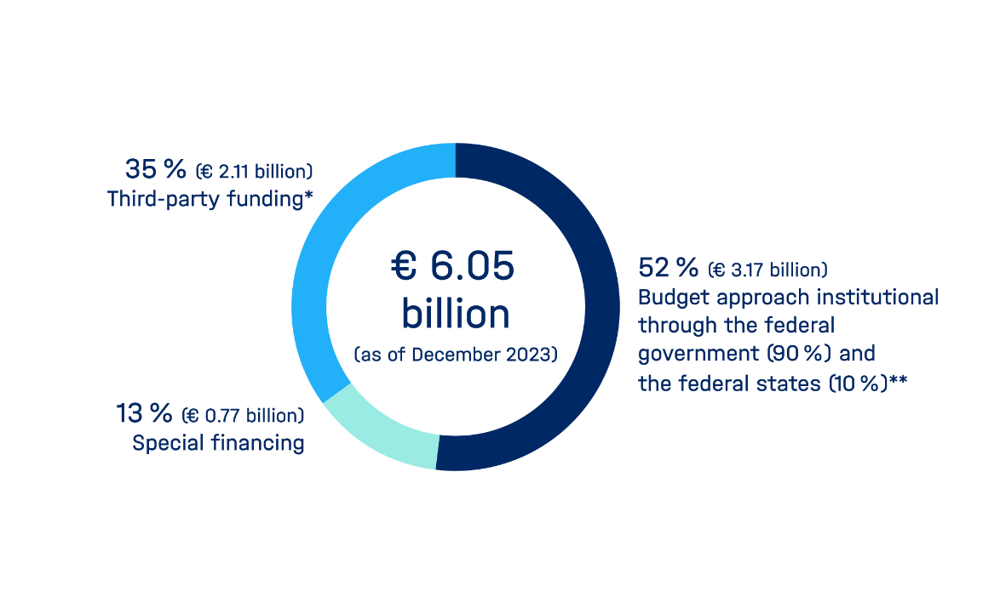 35 % (€ 2.11 billion)
Third-party funding*
€ 6.05
billion
(as of December 2023)
52 % (€ 3.17 billion)
Budget approach institutional
through the federal
government (90 %) and
the federal states (10 %)**
13 % (€ 0.77 billion)
Special financing